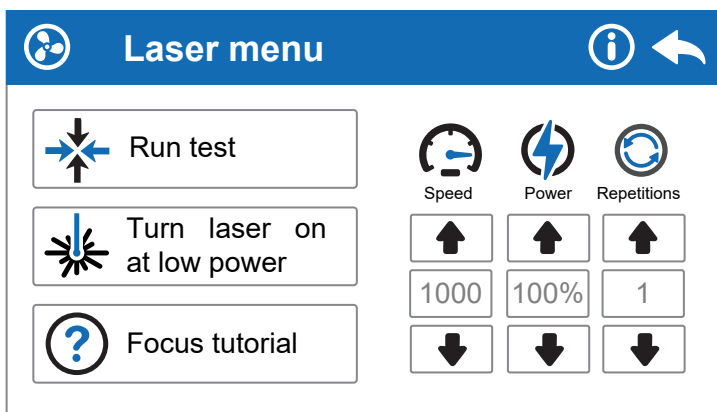 Laser menu
Run test
Turn laser on
at low power
Focus tutorial
Speed Power Repetitions
1000 100% 1